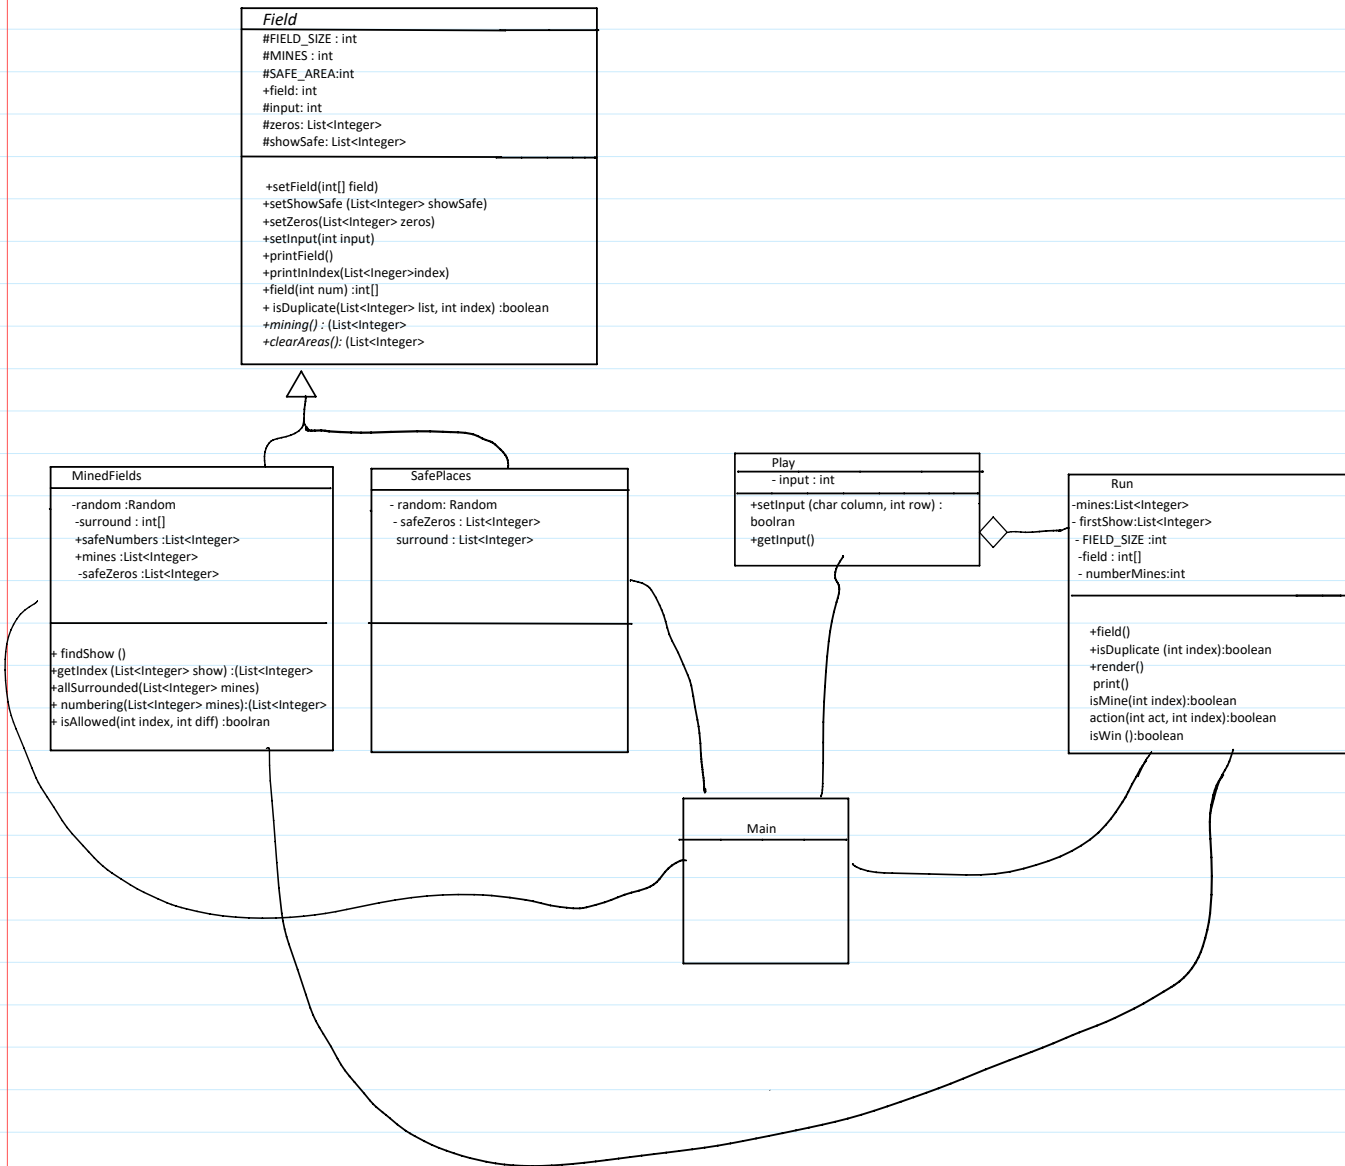 Field
#FIELD_SIZE : int
#MINES : int
#SAFE_AREA:int
+field: int
#input: int
#zeros: List<Integer>
#showSafe: List<Integer>
+setField(int[] field)
+setShowSafe (List<Integer> showSafe)
+setZeros(List<Integer> zeros)
+setInput(int input)
+printField()
+printInIndex(List<Ineger>index)
+field(int num) :int[]
+ isDuplicate(List<Integer> list, int index) :boolean
+mining() : (List<Integer>
+clearAreas(): (List<Integer>
MinedFields
-random :Random
-surround : int[]
+safeNumbers :List<Integer>
+mines :List<Integer>
-safeZeros :List<Integer>
+ findShow ()
+getIndex (List<Integer> show) :(List<Integer>
+allSurrounded(List<Integer> mines)
+ numbering(List<Integer> mines):(List<Integer>
+ isAllowed(int index, int diff) :boolran
SafePlaces
- random: Random
- safeZeros : List<Integer>
surround : List<Integer>
Play
- input : int
+setInput (char column, int row) :
boolran
+getInput()
Run
-mines:List<Integer>
- firstShow:List<Integer>
- FIELD_SIZE :int
-field : int[]
- numberMines:int
+field()
+isDuplicate (int index):boolean
+render()
print()
isMine(int index):boolean
action(int act, int index):boolean
isWin ():boolean
Main